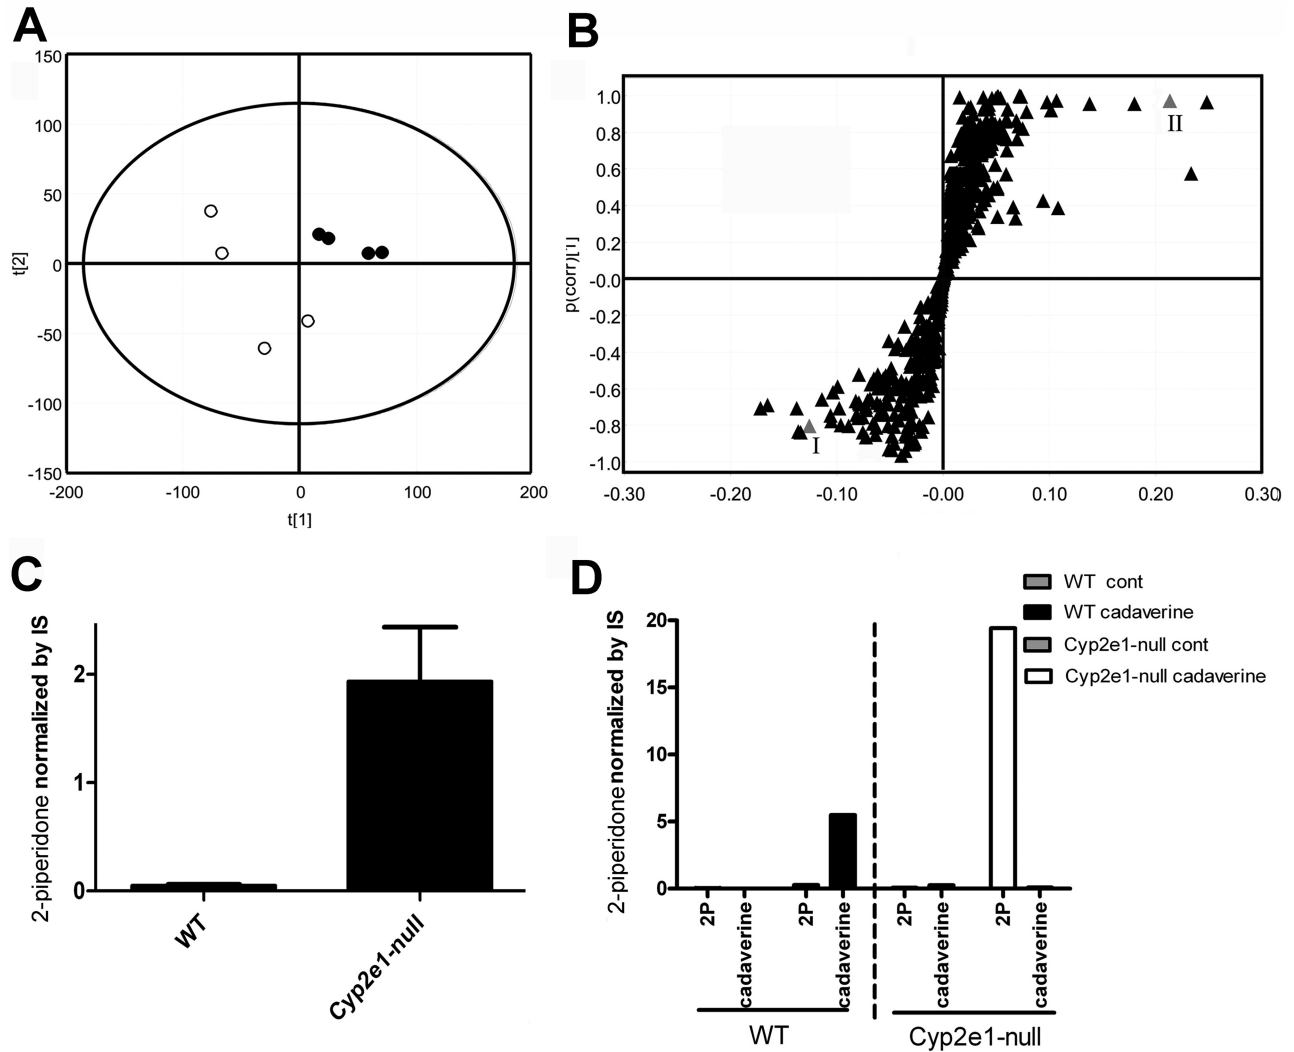 A
150
100
50
0
-50
-100
-150
t[2]
-200
-100
0
100
200
t[1]
B
1.0
0.8
0.6
0.4
0.2
-0.0
-0.2
-0.4
-0.6
-0.8
-1.0
p(corr)[1]
II
I
-0.30
-0.20
-0.10
-0.00
0.10
0.20
0.30
C
2-piperidone normalized by IS
2
1
0
WT
Cyp2e1-null
D
WT cont
WT cadaverine
Cyp2e1-null cont
Cyp2e1-null cadaverine
2-piperidone normalized by IS
20
15
10
5
0
2P
cadaverine
2P
cadaverine
2P
cadaverine
2P
cadaverine
WT
Cyp2e1-null